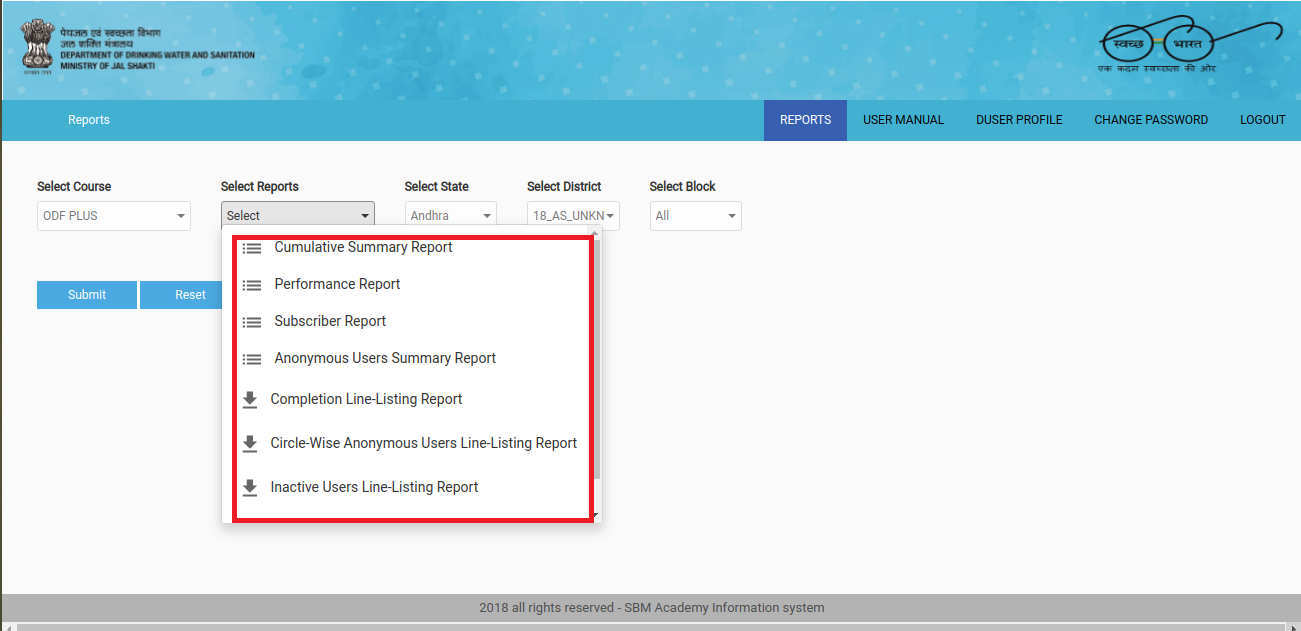 पेयजल एवं स्वच्छता विभाग
जल शक्ति मंत्रालय
DEPARTMENT OF DRINKING WATER AND SANITATION
MINISTRY OF JAL SHAKTI
स्वच्छ भारत
एक कदम स्वच्छता की ओर
Reports
REPORTS USER MANUAL DUSER PROFILE CHANGE PASSWORD LOGOUT
Select Course Select Reports Select State Select District Select Block
ODF PLUS Select Andhra 18_AS_UNKN All
Cumulative Summary Report
Performance Report
Submit Reset
Subscriber Report
Anonymous Users Summary Report
Completion Line-Listing Report
Circle-Wise Anonymous Users Line-Listing Report
Inactive Users Line-Listing Report
2018 all rights reserved - SBM Academy Information system